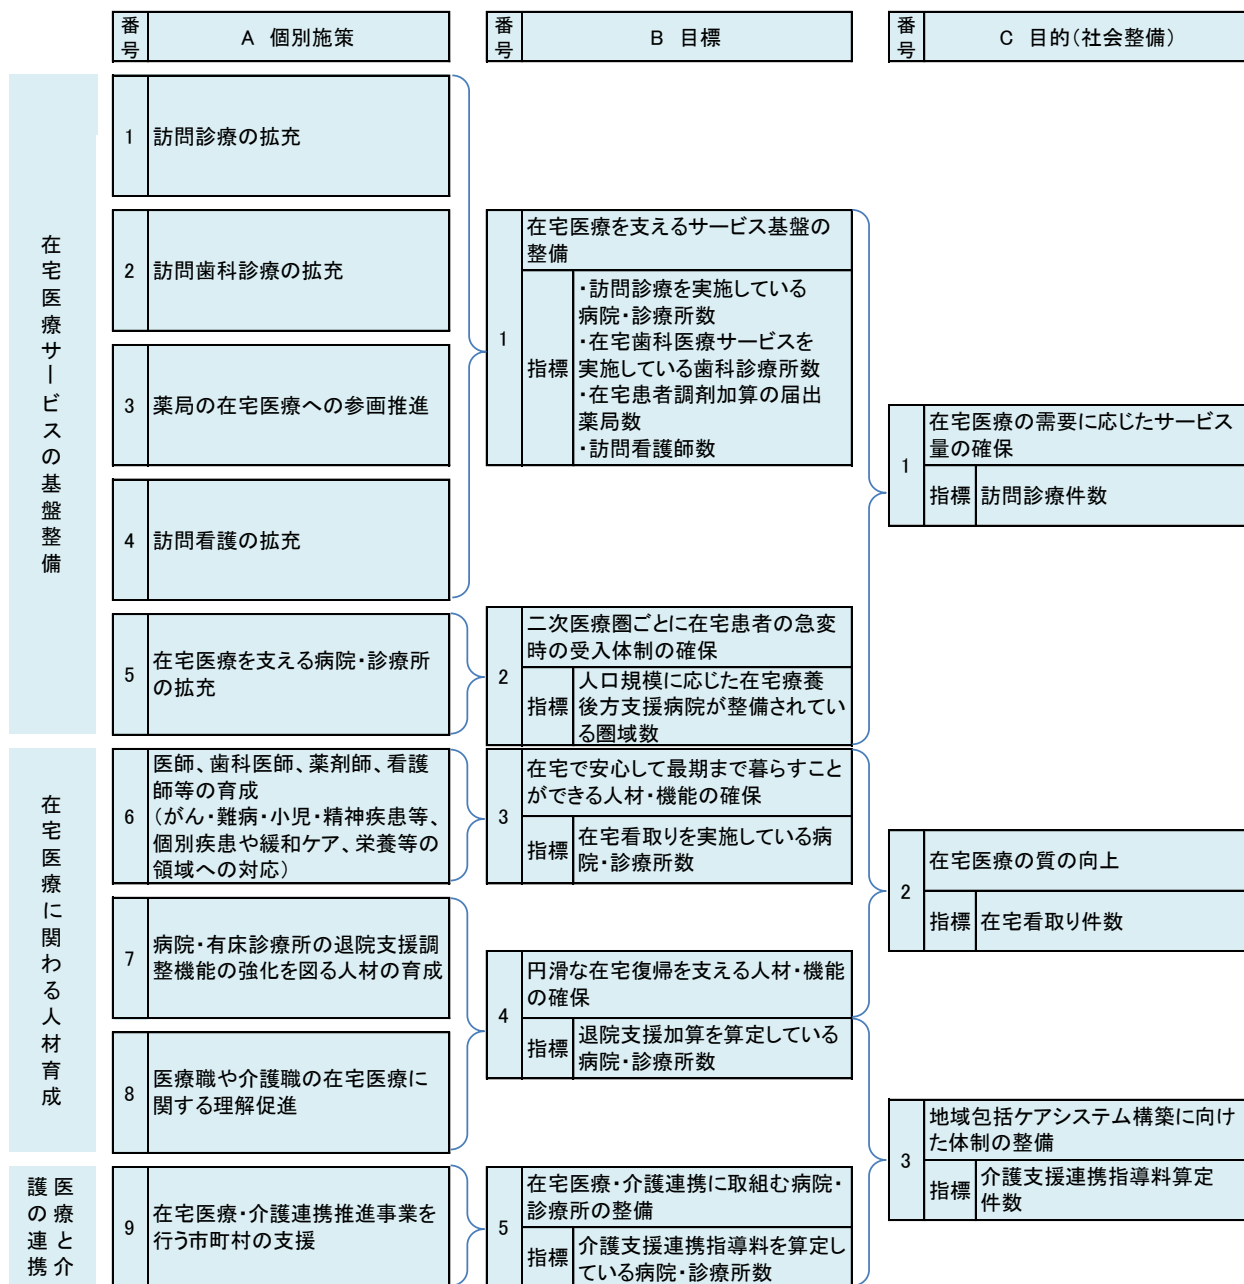 番号
A 個別施策
番号
B 目標
番号
C 目的(社会整備)
在宅医療サービスの基盤整備
1
訪問診療の拡充
2
訪問歯科診療の拡充
3
薬局の在宅医療への参画推進
4
訪問看護の拡充
5
在宅医療を支える病院・診療所
の拡充
在宅医療に関わる人材育成
6
医師、歯科医師、薬剤師、看護
師等の育成
(がん・難病・小児・精神疾患等、
個別疾患や緩和ケア、栄養等の
領域への対応)
7
病院・有床診療所の退院支援調
整機能の強化を図る人材の育成
8
医療職や介護職の在宅医療に
関する理解促進
医療と介
護の連携
9
在宅医療・介護連携推進事業を
行う市町村の支援
1
在宅医療を支えるサービス基盤の
整備
指標
・訪問診療を実施している
病院・診療所数
・在宅歯科医療サービスを
実施している歯科診療所数
・在宅患者調剤加算の届出
薬局数
・訪問看護師数
2
二次医療圏ごとに在宅患者の急変
時の受入体制の確保
指標
人口規模に応じた在宅療養
後方支援病院が整備されてい
る圏域数
3
在宅で安心して最期まで暮らすこと
ができる人材・機能の確保
指標
在宅看取りを実施している病
院・診療所数
4
円滑な在宅復帰を支える人材・機能
の確保
指標
退院支援加算を算定している
病院・診療所数
5
在宅医療・介護連携に取組む病院・
診療所の整備
指標
介護支援連携指導料を算定し
ている病院・診療所数
1
在宅医療の需要に応じたサービス
量の確保
指標
訪問診療件数
2
在宅医療の質の向上
指標
在宅看取り件数
3
地域包括ケアシステム構築に向け
た体制の整備
指標
介護支援連携指導料算定
件数